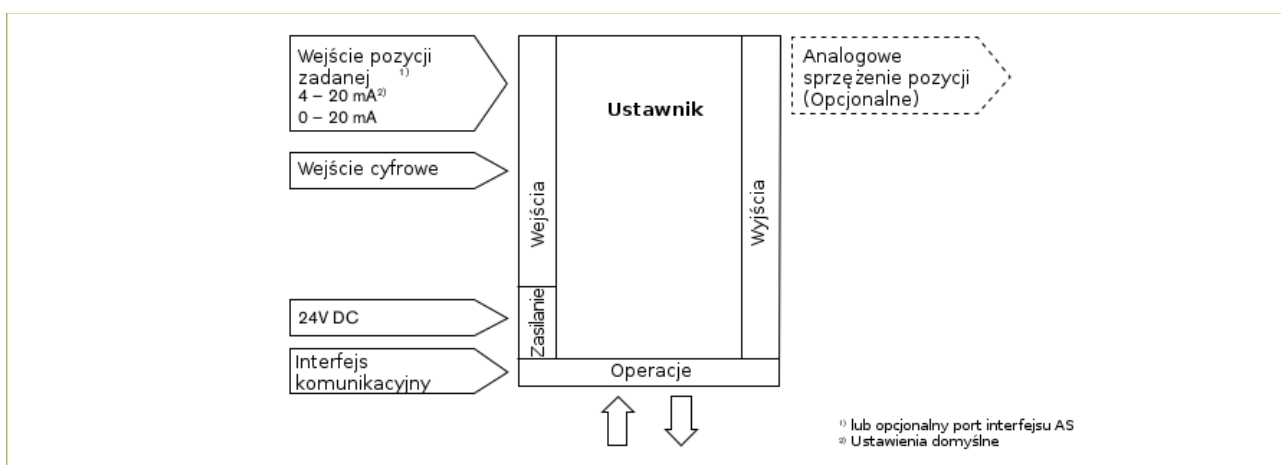 Wejście pozycji
zadanej ¹⁾
4 – 20 mA²⁾
0 – 20 mA
Wejście cyfrowe
24V DC
Interfejs
komunikacyjny
Wejścia
Zasilanie
Ustawnik
Wyjścia
Operacje
Analogowe
sprzężenie pozycji
(Opcjonalne)
¹⁾ lub opcjonalny port interfejsu AS
²⁾ Ustawienia domyślne